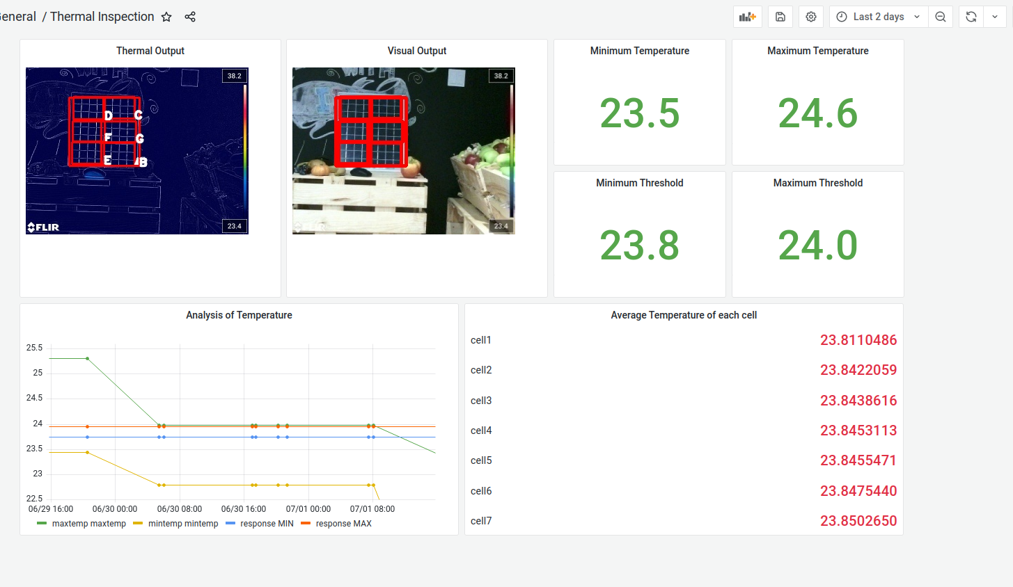 General / Thermal Inspection
Last 2 days
Thermal Output
Visual Output
Minimum Temperature
Maximum Temperature
38.2
D C
F G
E B
FLIR
23.4
38.2
23.4
23.5
24.6
Minimum Threshold
Maximum Threshold
23.8
24.0
Analysis of Temperature
25.5
25
24.5
24
23.5
23
22.5
06/29 16:00 06/30 00:00 06/30 08:00 06/30 16:00 07/01 00:00 07/01 08:00
maxtemp maxtemp mintemp mintemp response MIN response MAX
Average Temperature of each cell
cell1 23.8110486
cell2 23.8422059
cell3 23.8438616
cell4 23.8453113
cell5 23.8455471
cell6 23.8475440
cell7 23.8502650